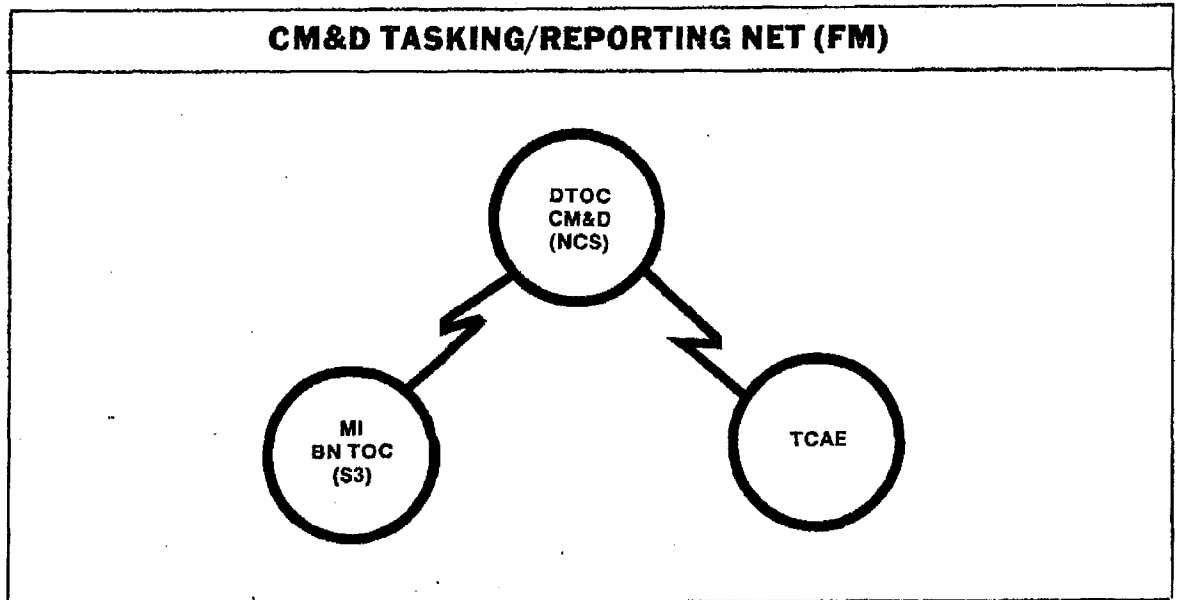 CM&D TASKING/REPORTING NET (FM)
DTOC
CM&D
(NCS)
MI
BN TOC
(S3)
TCAE